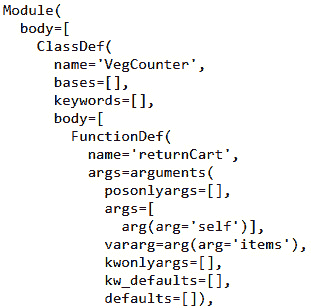 Module(
body=[
ClassDef(
name='VegCounter',
bases=[],
keywords=[],
body=[
FunctionDef(
name='returnCart',
args=arguments(
posonlyargs=[],
args=[
arg(arg='self')],
vararg=arg(arg='items'),
kwonlyargs=[],
kw_defaults=[],
defaults=[]),